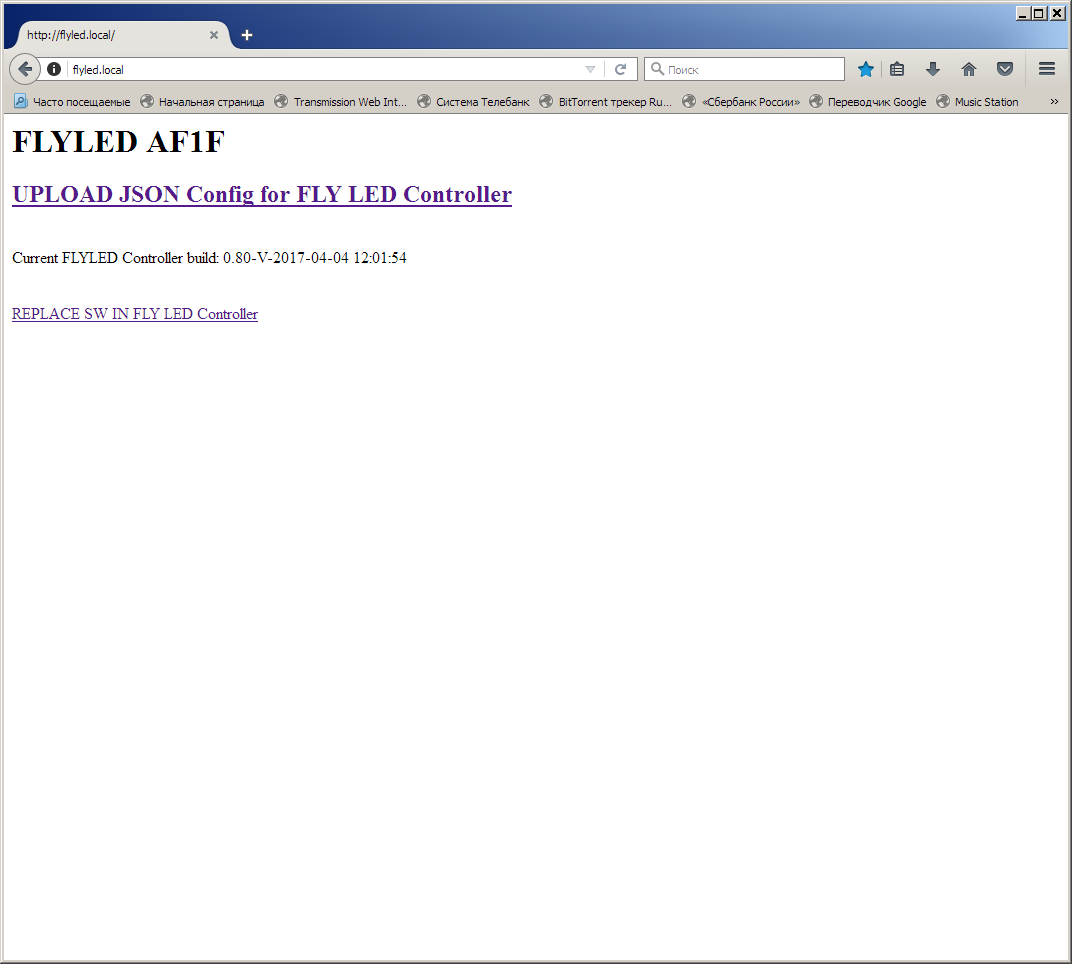 http://flyled.local/
flyled.local
Поиск
Часто посещаемые Начальная страница Transmission Web Int... Система Телебанк BitTorrent трекер Ru... «Сбербанк России» Переводчик Google Music Station
FLYLED AF1F
UPLOAD JSON Config for FLY LED Controller
Current FLYLED Controller build: 0.80-V-2017-04-04 12:01:54
REPLACE SW IN FLY LED Controller